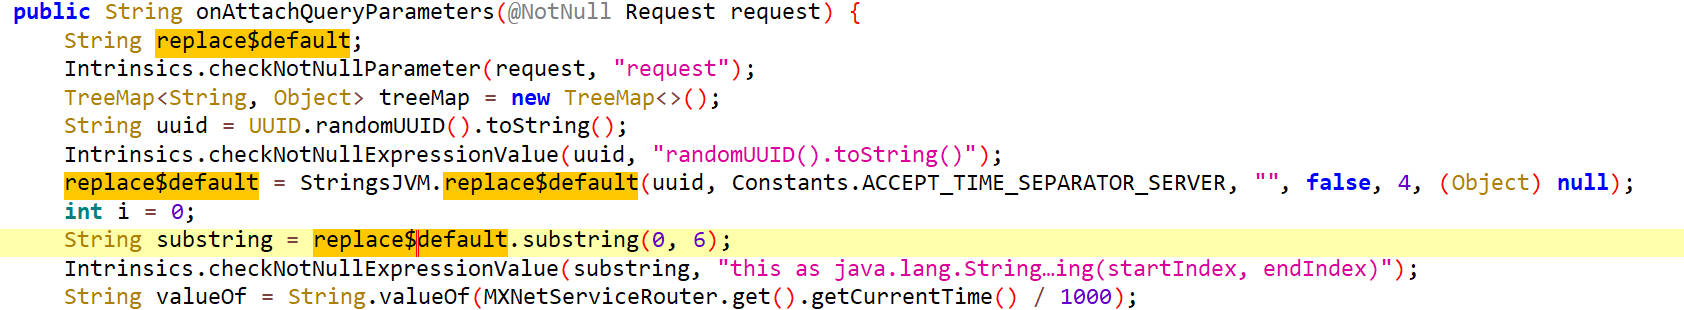 public String onAttachQueryParameters(@NotNull Request request) {
String replace$default;
Intrinsics.checkNotNullParameter(request, "request");
TreeMap<String, Object> treeMap = new TreeMap<>();
String uuid = UUID.randomUUID().toString();
Intrinsics.checkNotNullExpressionValue(uuid, "randomUUID().toString()");
replace$default = StringsJVM.replace$default(uuid, Constants.ACCEPT_TIME_SEPARATOR_SERVER, "", false, 4, (Object) null);
int i = 0;
String substring = replace$default.substring(0, 6);
Intrinsics.checkNotNullExpressionValue(substring, "this as java.lang.String…ing(startIndex, endIndex)");
String valueOf = String.valueOf(MXNetServiceRouter.get().getCurrentTime() / 1000);